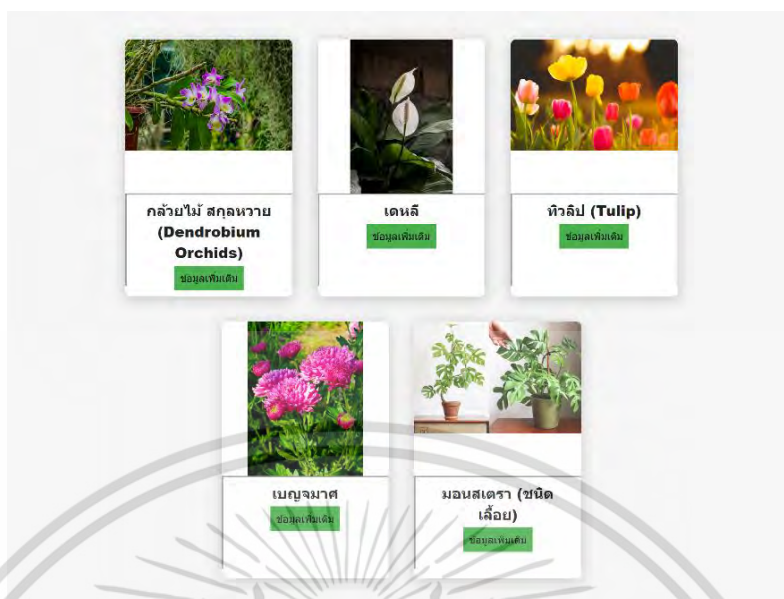 กล้วยไม้ สกุลหวาย
(Dendrobium
Orchids)
ข้อมูลเพิ่มเติม
เดหลี
ข้อมูลเพิ่มเติม
ทิวลิป (Tulip)
ข้อมูลเพิ่มเติม
เบญจมาศ
ข้อมูลเพิ่มเติม
มอนสเตรา (ชนิด
เลื้อย)
ข้อมูลเพิ่มเติม